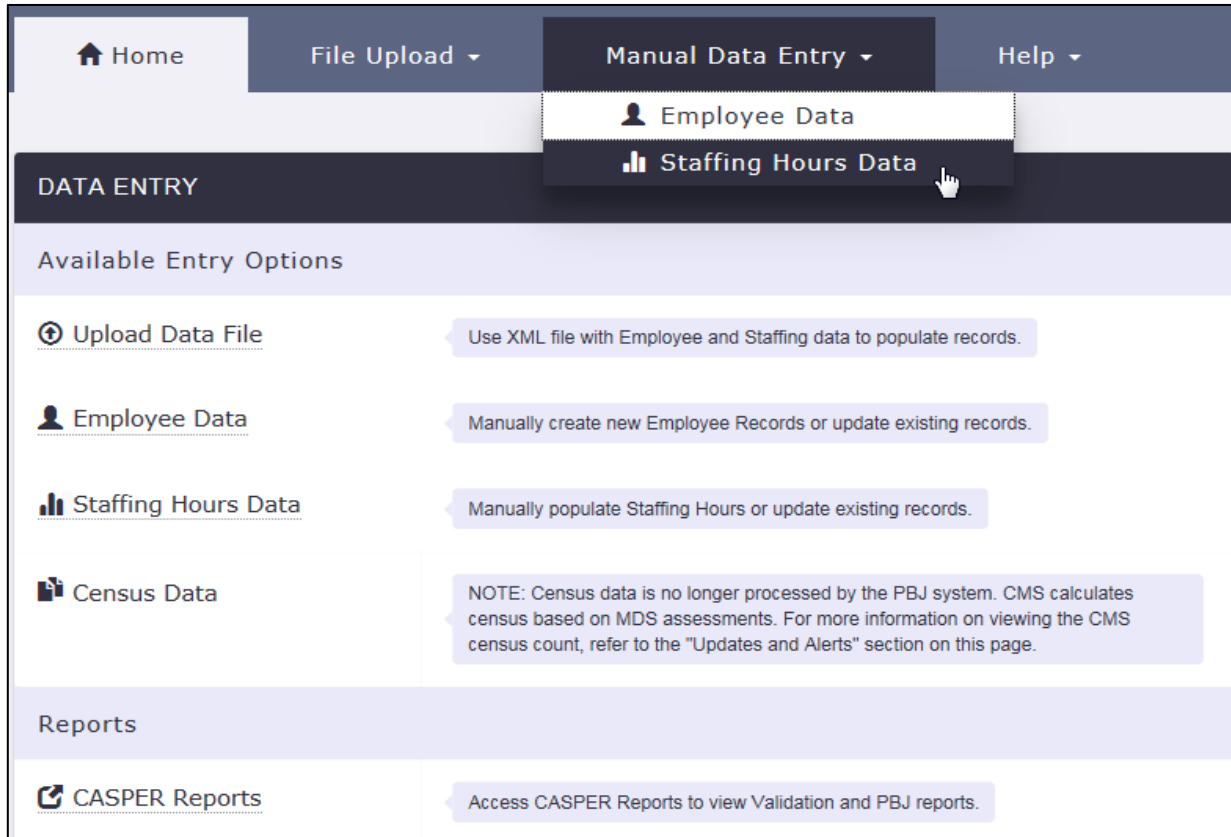 Home
File Upload
Manual Data Entry
Help
Employee Data
Staffing Hours Data
DATA ENTRY
Available Entry Options
Upload Data File
Use XML file with Employee and Staffing data to populate records.
Employee Data
Manually create new Employee Records or update existing records.
Staffing Hours Data
Manually populate Staffing Hours or update existing records.
Census Data
NOTE: Census data is no longer processed by the PBJ system. CMS calculates
census based on MDS assessments. For more information on viewing the CMS
census count, refer to the "Updates and Alerts" section on this page.
Reports
CASPER Reports
Access CASPER Reports to view Validation and PBJ reports.